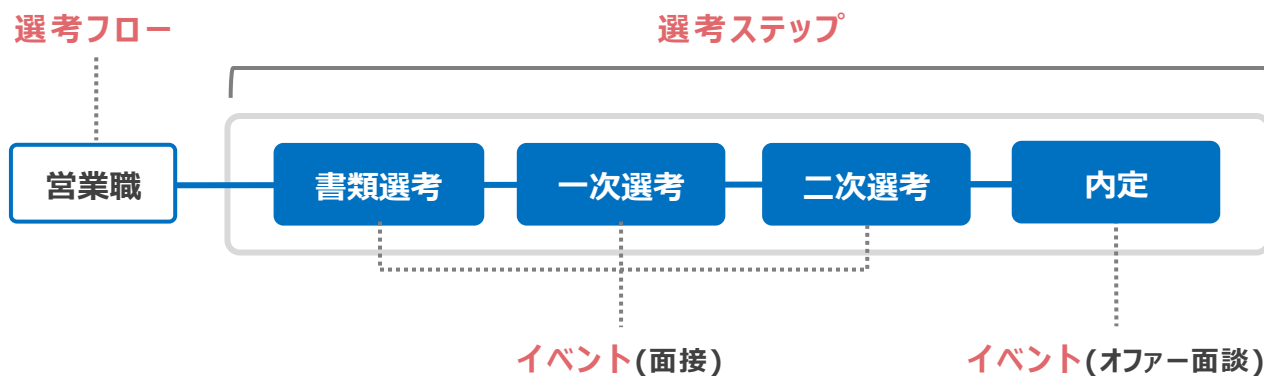 選考フロー
選考ステップ
営業職
書類選考
一次選考
二次選考
内定
イベント(面接)
イベント(オファー面談)